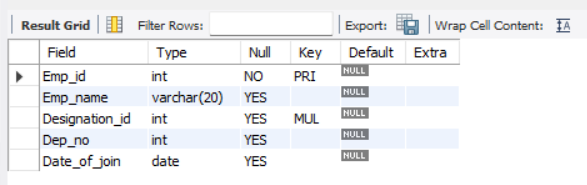 Result Grid Filter Rows: Export: Wrap Cell Content: IA
Field Type Null Key Default Extra
Emp_id int NO PRI NULL
Emp_name varchar(20) YES NULL
Designation_id int YES MUL NULL
Dep_no int YES NULL
Date_of_join date YES NULL